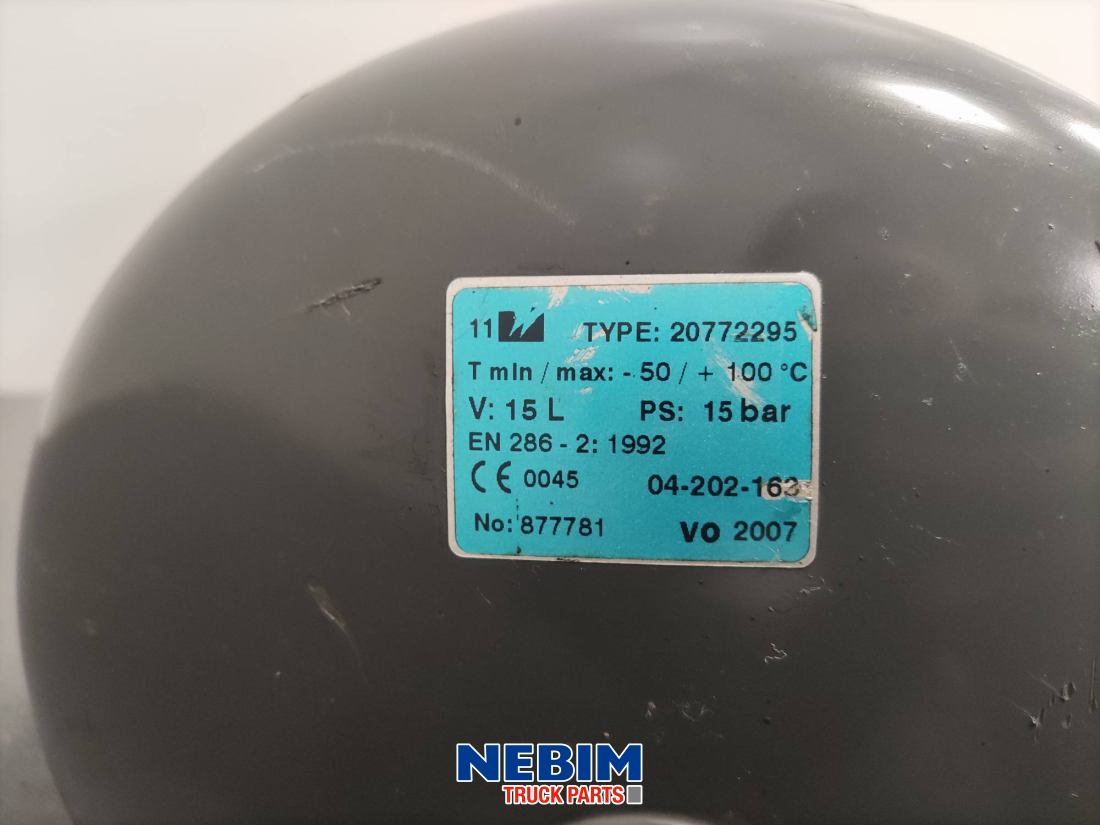 11 TYPE: 20772295
T min / max: - 50 / + 100 °C
V: 15 L PS: 15 bar
EN 286 - 2: 1992
CE 0045 04-202-163
No: 877781 VO 2007
NEBIM
TRUCK PARTS